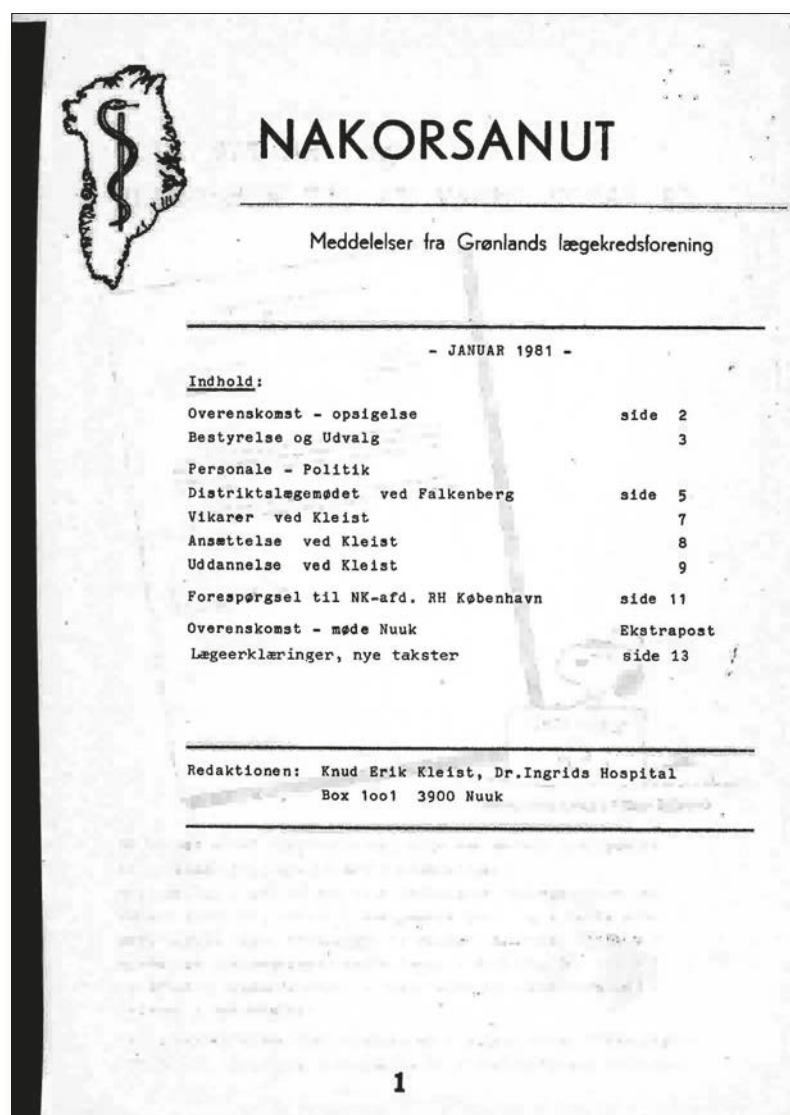 NAKORSANUT
Meddelelser fra Grønlands lægekredsforening
- JANUAR 1981 -
Indhold:
Overenskomst - opsigelse side 2
Bestyrelse og Udvalg 3
Personale - Politik
Distriktslægemødet ved Falkenberg side 5
Vikarer ved Kleist 7
Ansættelse ved Kleist 8
Uddannelse ved Kleist 9
Forespørgsel til NK-afd. RH København side 11
Overenskomst - møde Nuuk Ekstrapost
Lægeerklæringer, nye takster side 13
Redaktionen: Knud Erik Kleist, Dr.Ingrids Hospital
Box 1oo1 3900 Nuuk
1